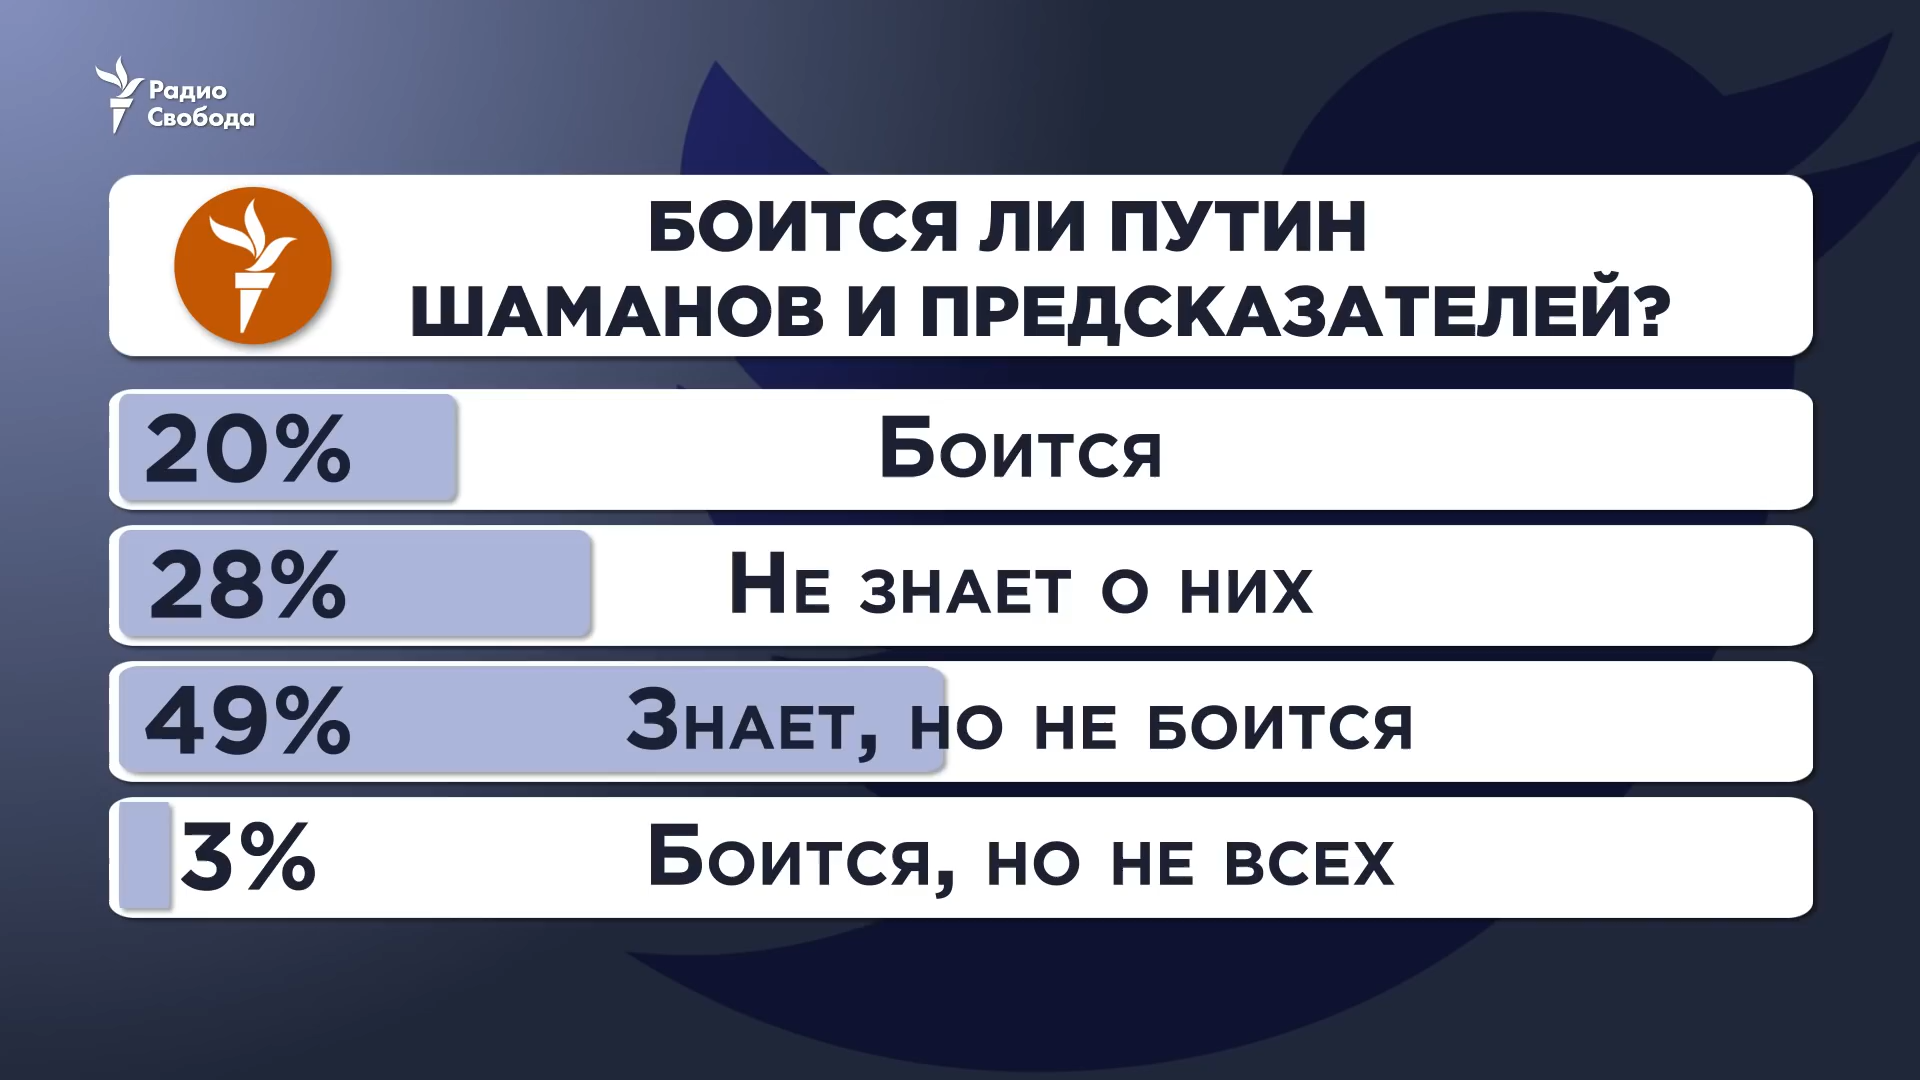 Радио
Свобода
БОИТСЯ ЛИ ПУТИН
ШАМАНОВ И ПРЕДСКАЗАТЕЛЕЙ?
20% Боится
28% Не знает о них
49% Знает, но не боится
3% Боится, но не всех